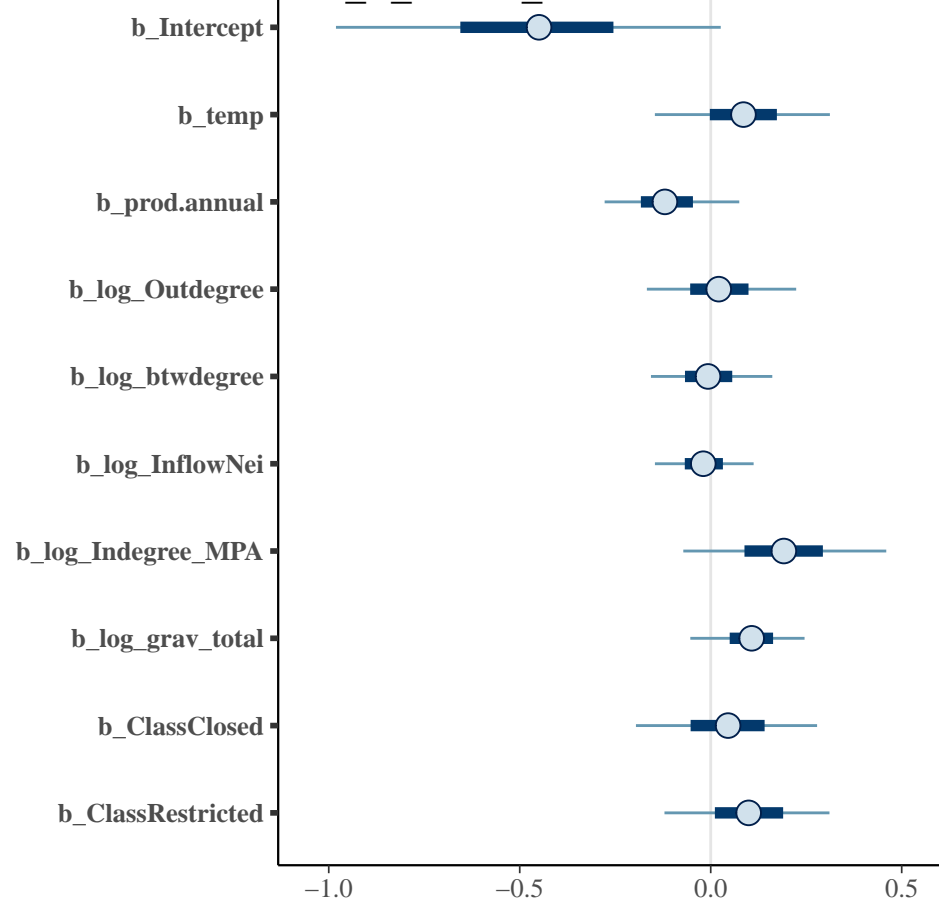 b_Intercept
b_temp
b_prod.annual
b_log_Outdegree
b_log_btwdegree
b_log_InflowNei
b_log_Indegree_MPA
b_log_grav_total
b_ClassClosed
b_ClassRestricted
−1.0 −0.5 0.0 0.5